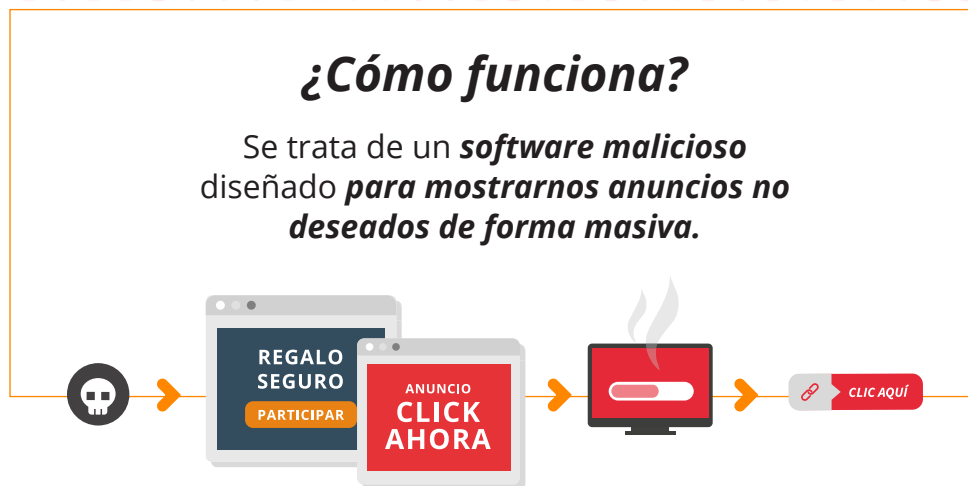 ¿Cómo funciona?
Se trata de un software malicioso
diseñado para mostrarnos anuncios no
deseados de forma masiva.
REGALO
SEGURO
PARTICIPAR
ANUNCIO
CLICK
AHORA
CLIC AQUÍ